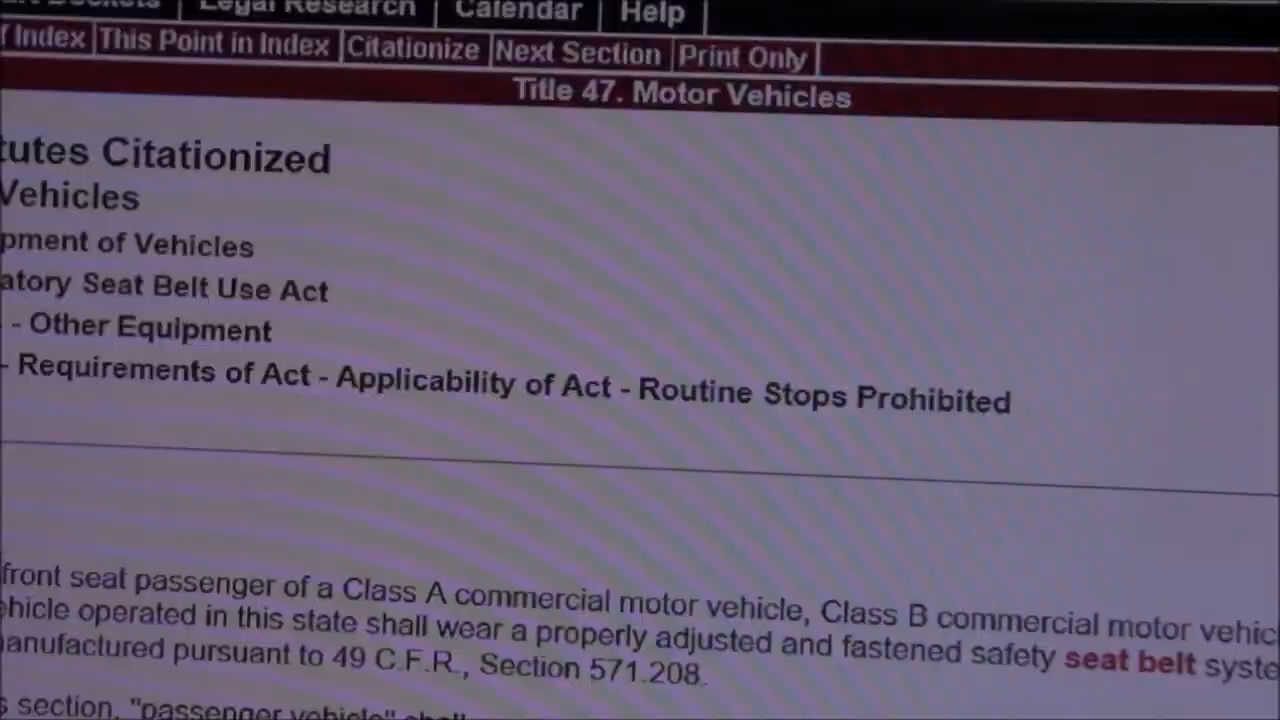 Legal Research Calendar Help
Index This Point in Index Citationize Next Section Print Only
Title 47. Motor Vehicles
tutes Citationized
Vehicles
pment of Vehicles
atory Seat Belt Use Act
- Other Equipment
- Requirements of Act - Applicability of Act - Routine Stops Prohibited
front seat passenger of a Class A commercial motor vehicle, Class B commercial motor vehic
ehicle operated in this state shall wear a properly adjusted and fastened safety seat belt syste
anufactured pursuant to 49 C.F.R., Section 571.208.
s section, "passenger vehicle" shall